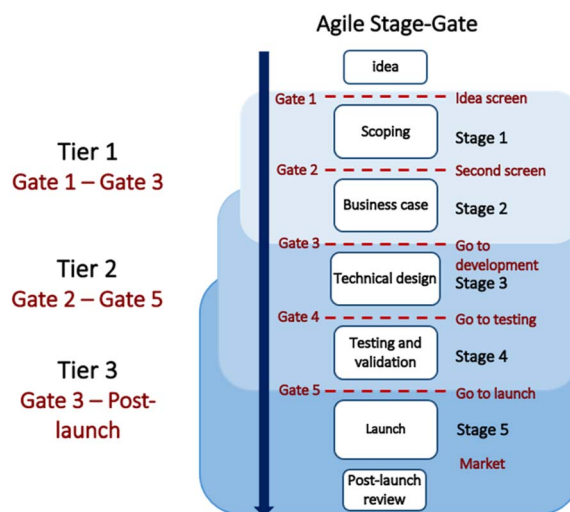 Agile Stage-Gate
idea
Gate 1
Idea screen
Scoping
Stage 1
Tier 1
Gate 1 – Gate 3
Gate 2
Second screen
Business case
Stage 2
Gate 3
Go to
development
Technical design
Stage 3
Tier 2
Gate 2 – Gate 5
Gate 4
Go to testing
Testing and
validation
Stage 4
Tier 3
Gate 3 – Post-
launch
Gate 5
Go to launch
Launch
Stage 5
Market
Post-launch
review